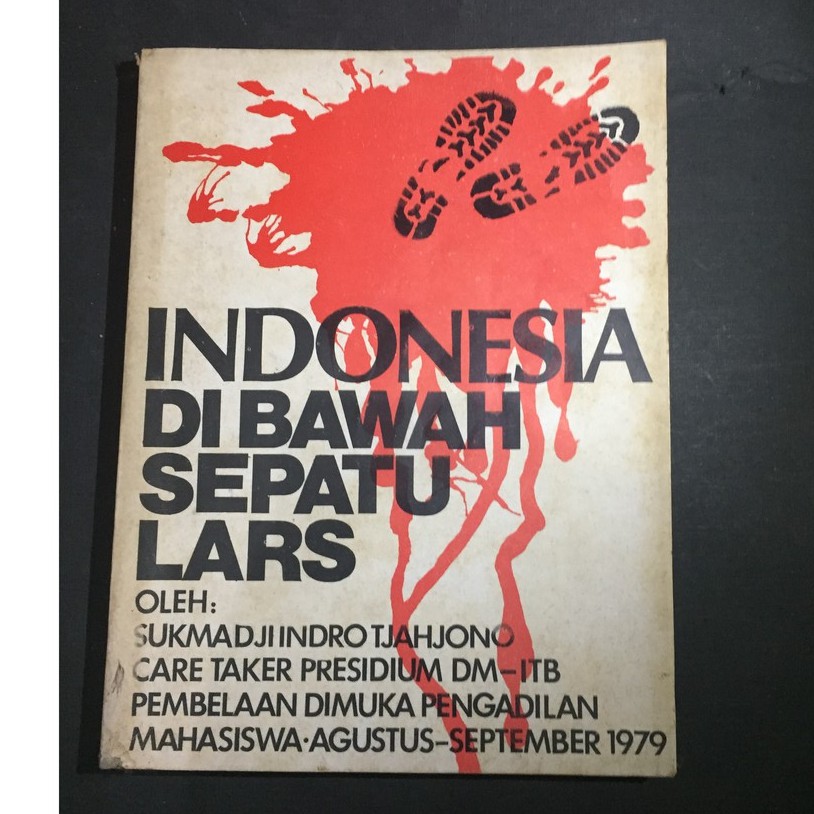 INDONESIA
DI BAWAH
SEPATU
LARS
OLEH:
SUKMADJI INDRO TJAHJONO
CARE TAKER PRESIDIUM DM-ITB
PEMBELAAN DIMUKA PENGADILAN
MAHASISWA·AGUSTUS-SEPTEMBER 1979